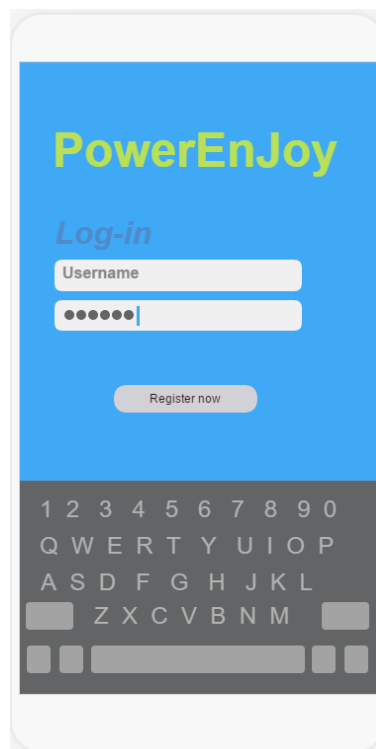 PowerEnJoy
Log-in
Username
●●●●●●
Register now
1 2 3 4 5 6 7 8 9 0
Q W E R T Y U I O P
A S D F G H J K L
Z X C V B N M